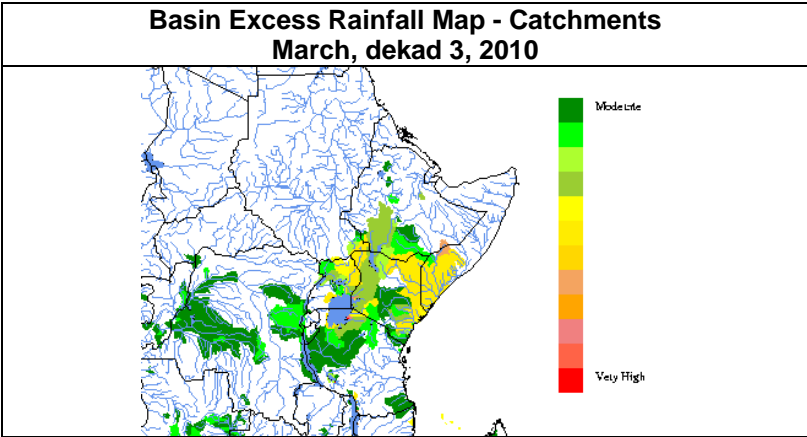 Basin Excess Rainfall Map - Catchments
March, dekad 3, 2010
Moderate
Very High